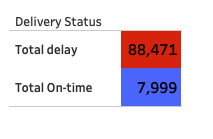 Delivery Status
Total delay 88,471
Total On-time 7,999